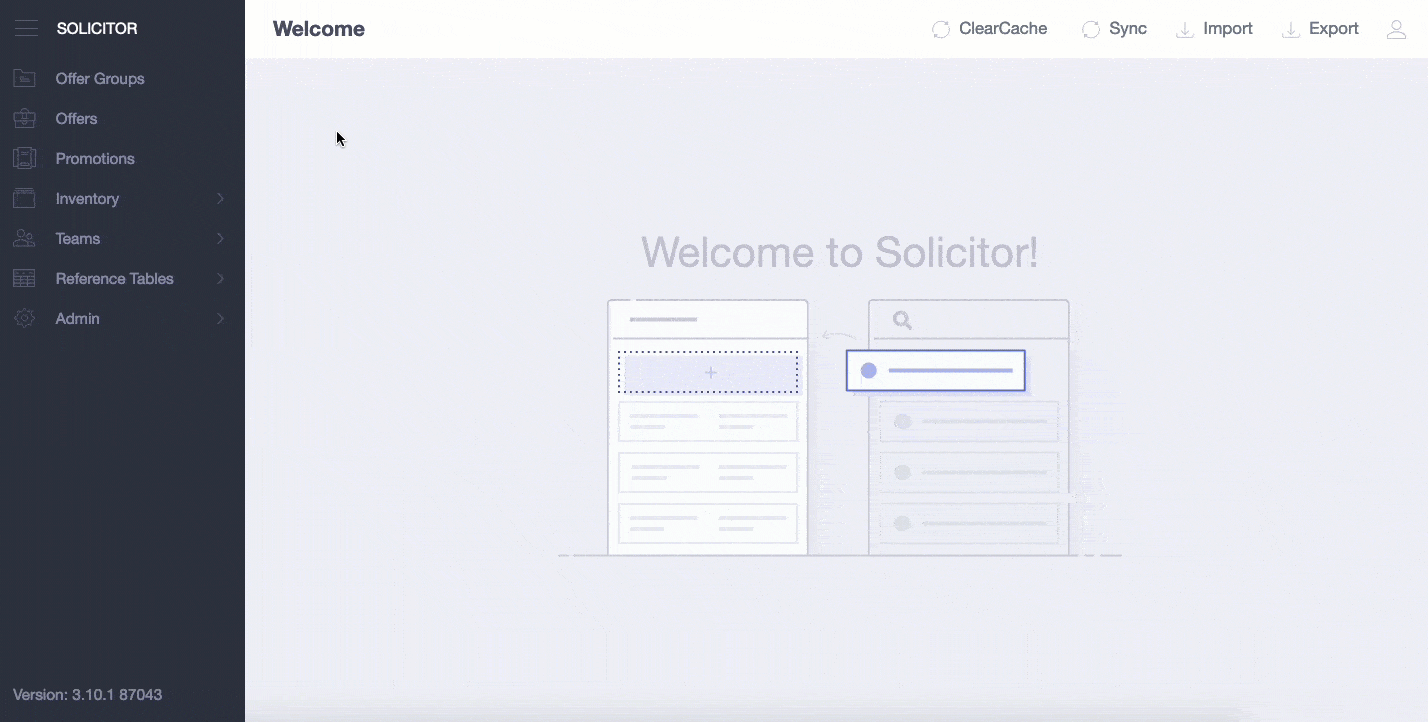 SOLICITOR
Welcome
ClearCache
Sync
Import
Export
Offer Groups
Offers
Promotions
Inventory
Teams
Reference Tables
Admin
Welcome to Solicitor!
Version: 3.10.1 87043